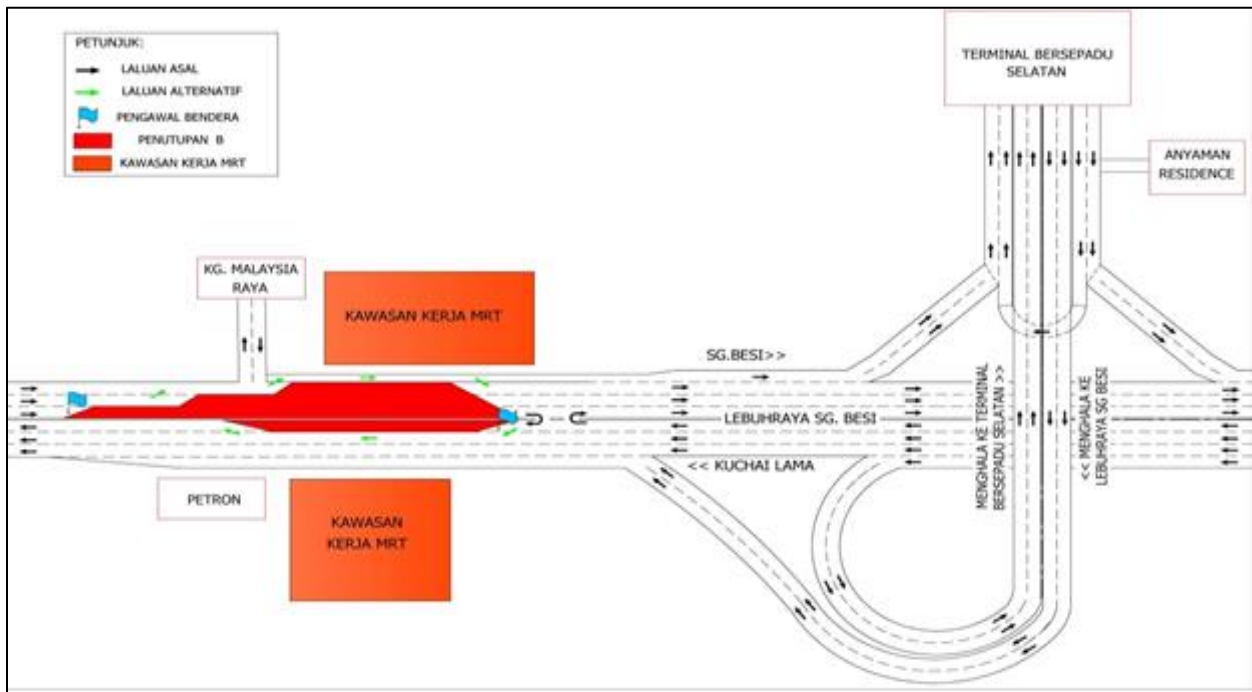 PETUNJUK:
LALUAN ASAL
LALUAN ALTERNATIF
PENGAWAL BENDERA
PENUTUPAN B
KAWASAN KERJA MRT
TERMINAL BERSEPADU
SELATAN
ANYAMAN
RESIDENCE
KG. MALAYSIA
RAYA
KAWASAN KERJA MRT
SG.BESI>>
LEBUHRAYA SG. BESI
<< KUCHAI LAMA
MENGHALA KE TERMINAL
BERSEPADU SELATAN >>
<< MENGHALA KE
LEBUHRAYA SG BESI
PETRON
KAWASAN
KERJA MRT